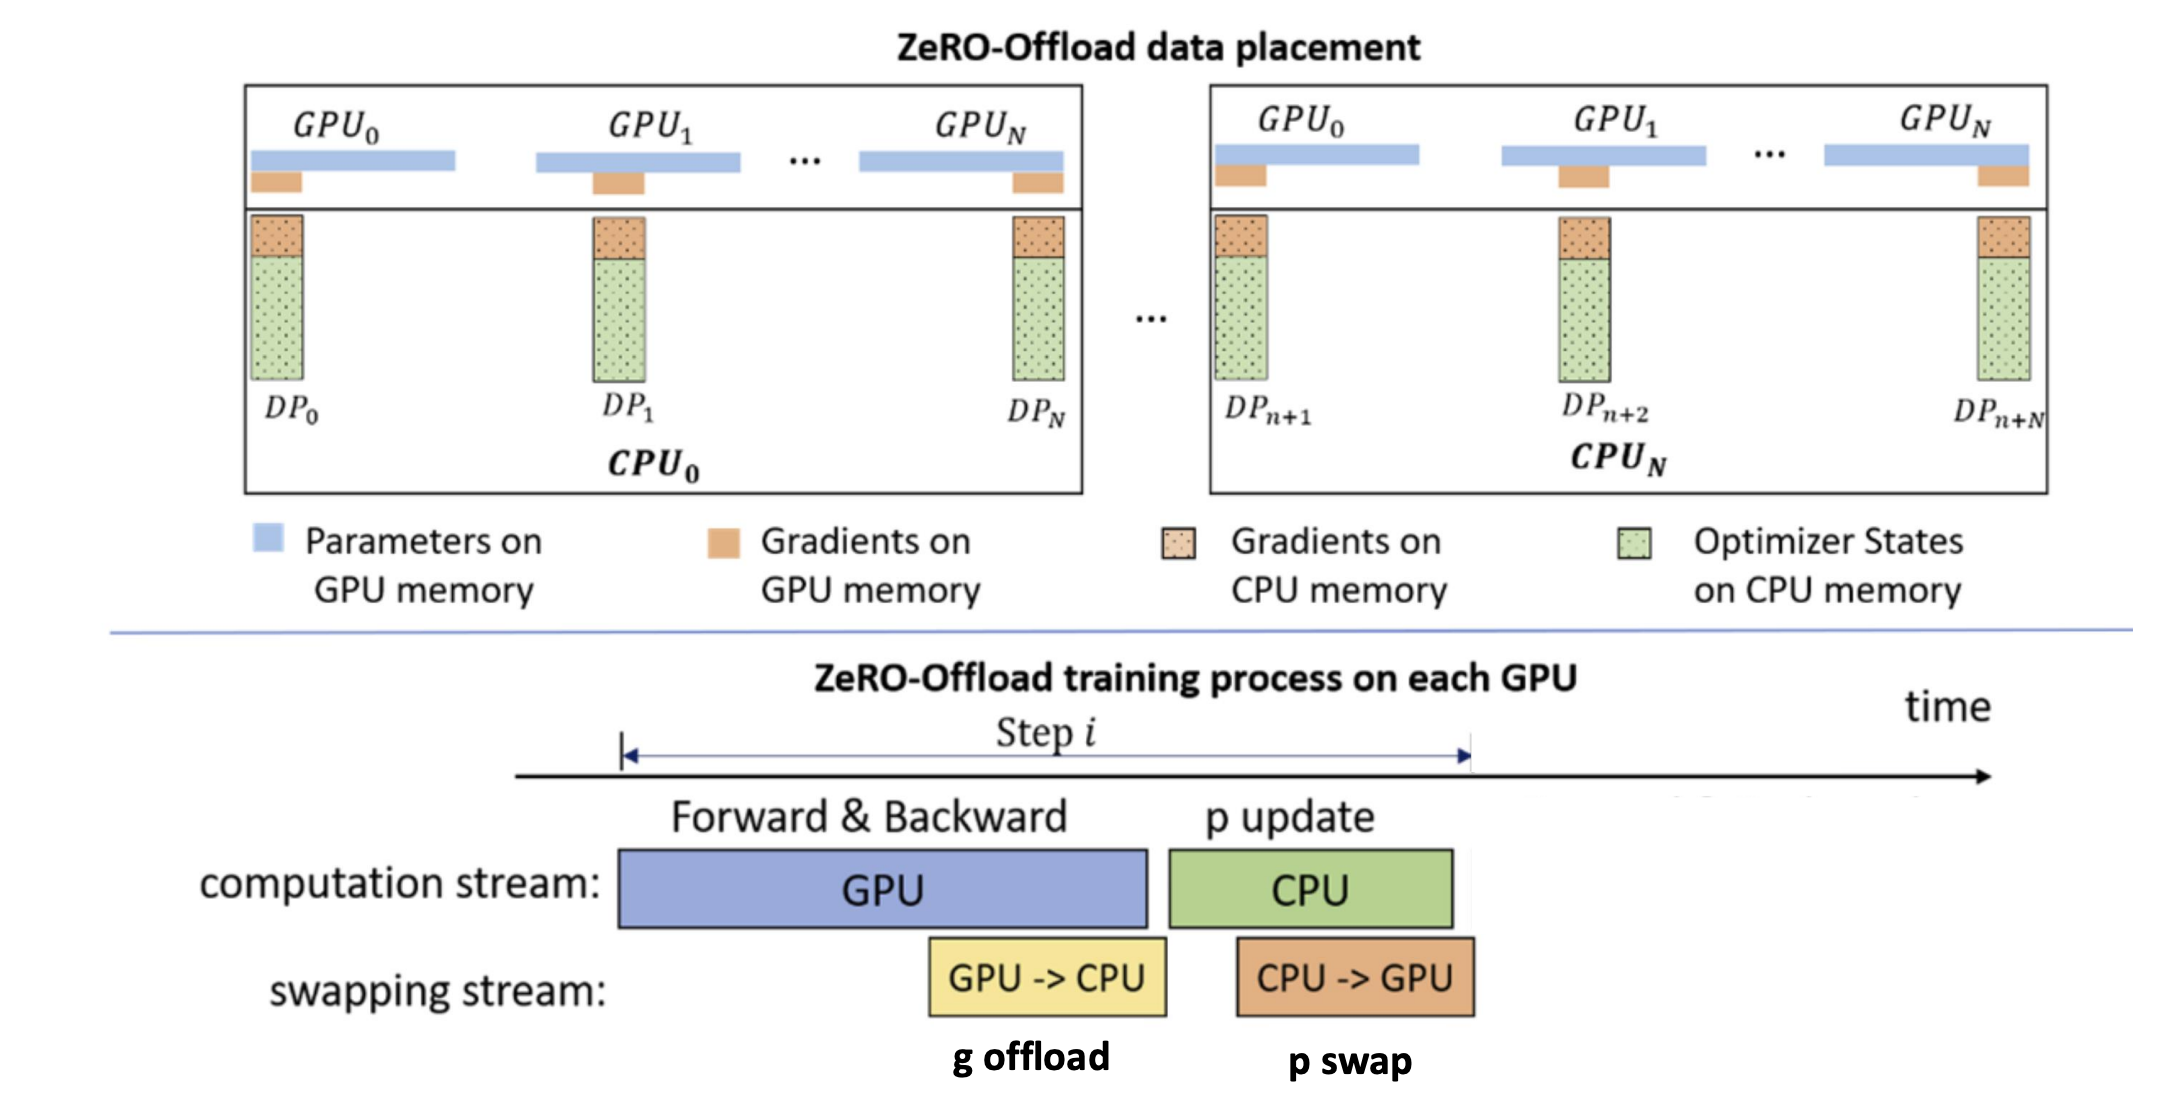 ZeRO-Offload data placement
GPU₀ GPU₁ ... GPU_N GPU₀ GPU₁ ... GPU_N
...
DP₀ DP₁ DP_N DPₙ₊₁ DPₙ₊₂ DP_{n+N}
CPU₀ CPU_N
Parameters on Gradients on Gradients on Optimizer States
GPU memory GPU memory CPU memory on CPU memory
ZeRO-Offload training process on each GPU
time
Step i
Forward & Backward p update
computation stream: GPU CPU
swapping stream: GPU -> CPU CPU -> GPU
g offload p swap